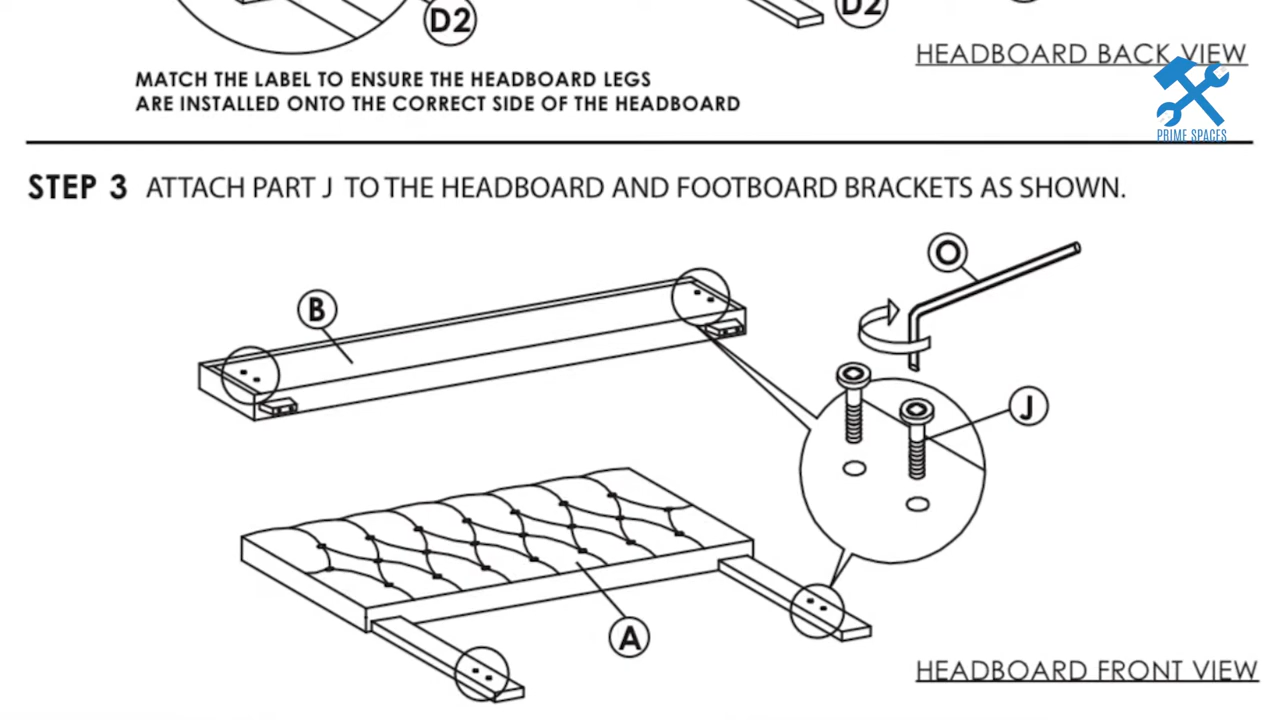 D2
D2
HEADBOARD BACK VIEW
MATCH THE LABEL TO ENSURE THE HEADBOARD LEGS
ARE INSTALLED ONTO THE CORRECT SIDE OF THE HEADBOARD
PRIME SPACES
STEP 3 ATTACH PART J TO THE HEADBOARD AND FOOTBOARD BRACKETS AS SHOWN.
O
B
J
A
HEADBOARD FRONT VIEW